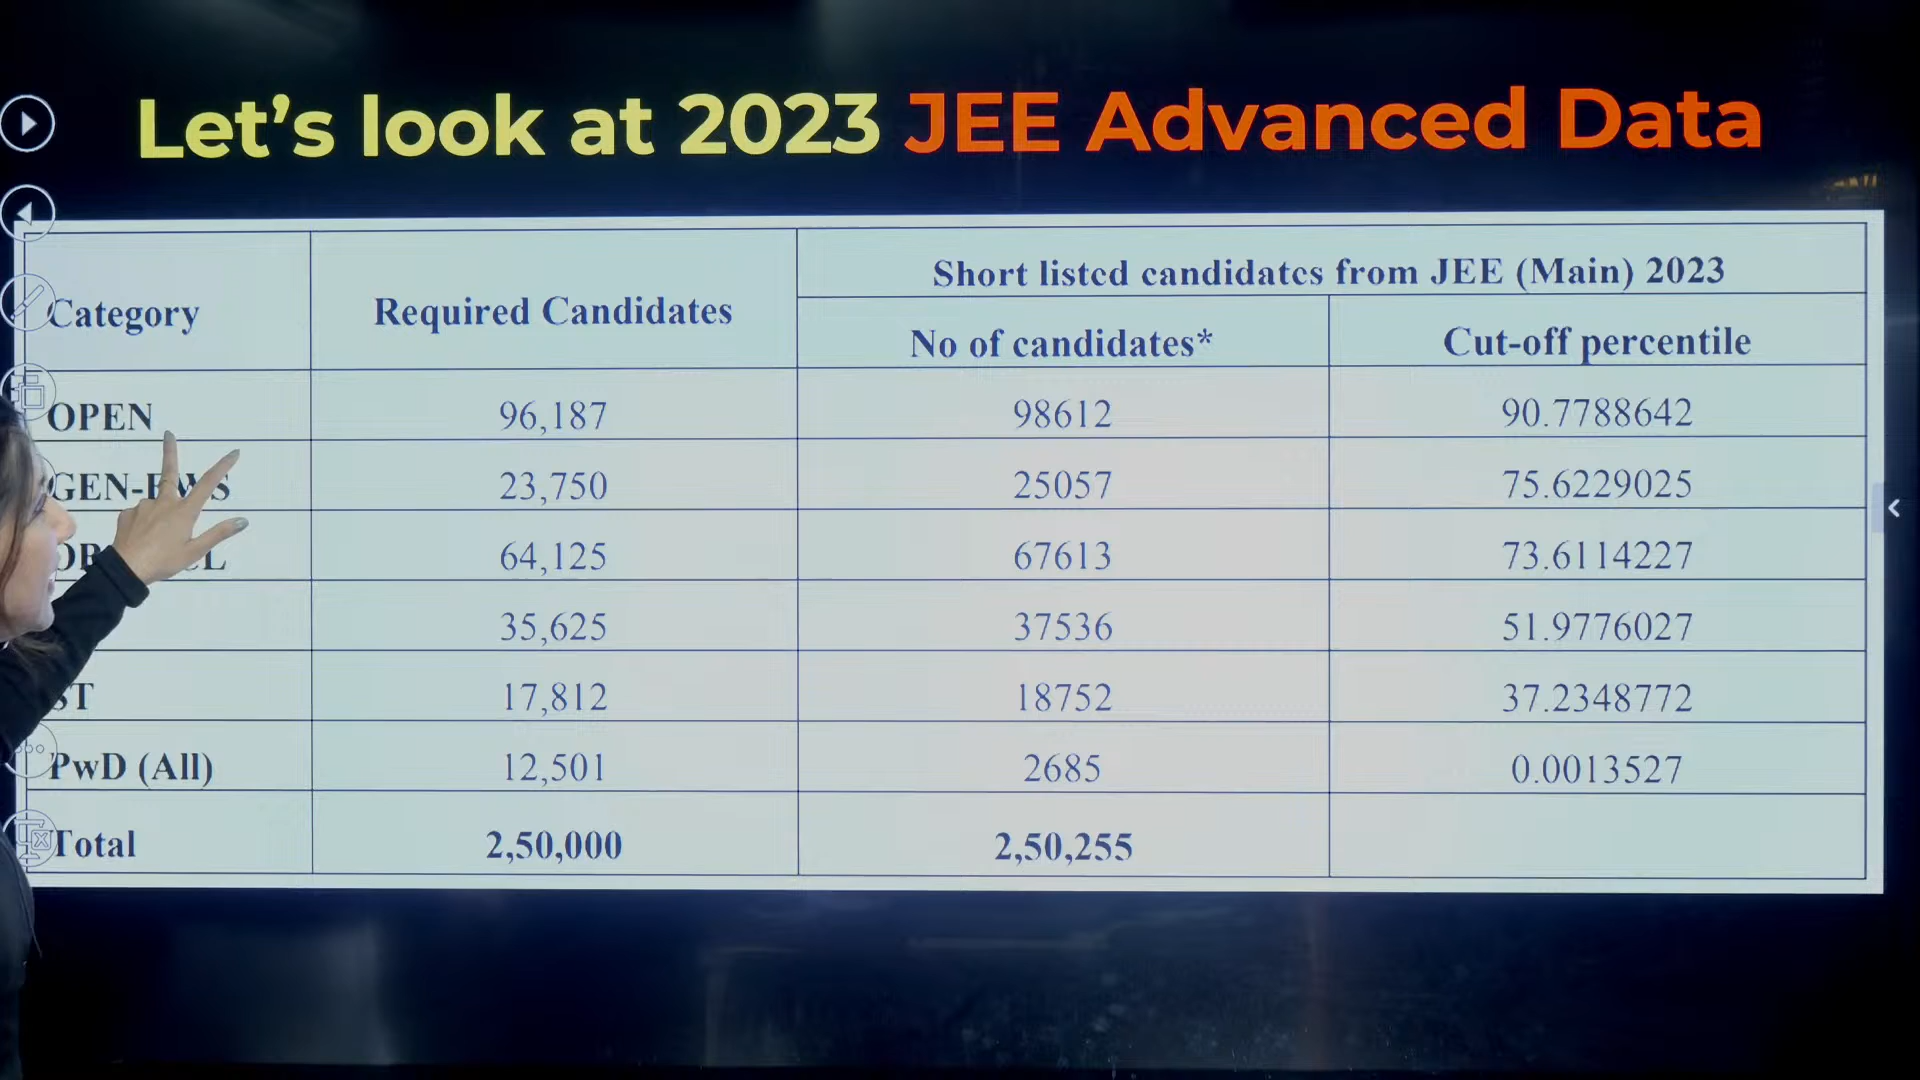 Let's look at 2023 JEE Advanced Data
Category Required Candidates Short listed candidates from JEE (Main) 2023
No of candidates* Cut-off percentile
OPEN 96,187 98612 90.7788642
GEN-EWS 23,750 25057 75.6229025
64,125 67613 73.6114227
35,625 37536 51.9776027
ST 17,812 18752 37.2348772
PwD (All) 12,501 2685 0.0013527
Total 2,50,000 2,50,255